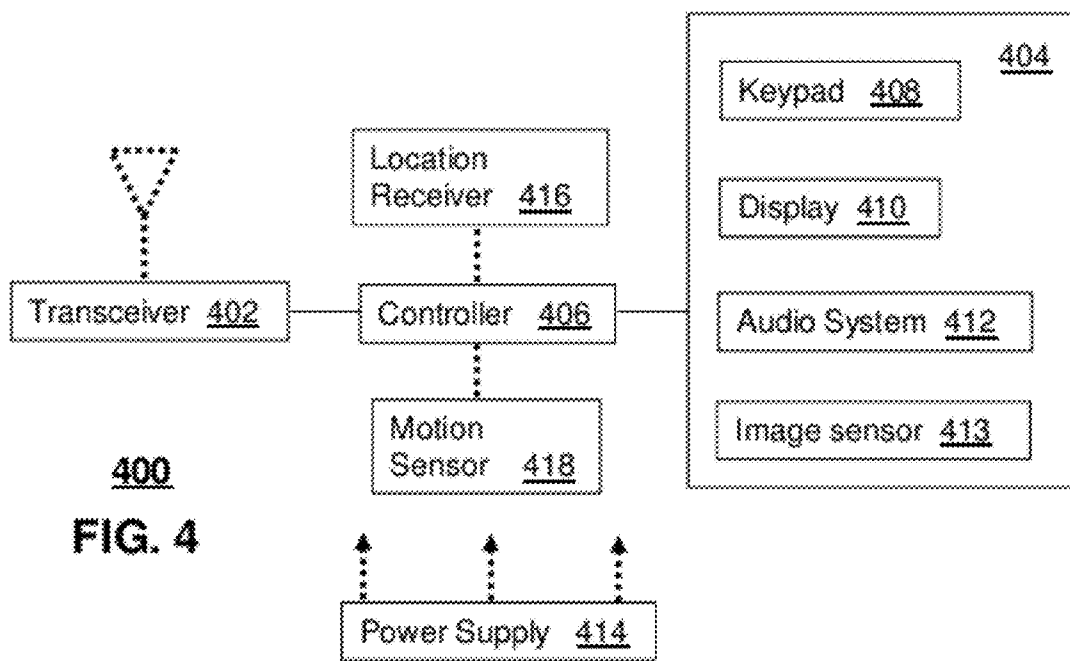 404
Keypad 408
Location
Receiver 416
Display 410
Transceiver 402
Controller 406
Audio System 412
Motion
Sensor 418
Image sensor 413
400
FIG. 4
Power Supply 414